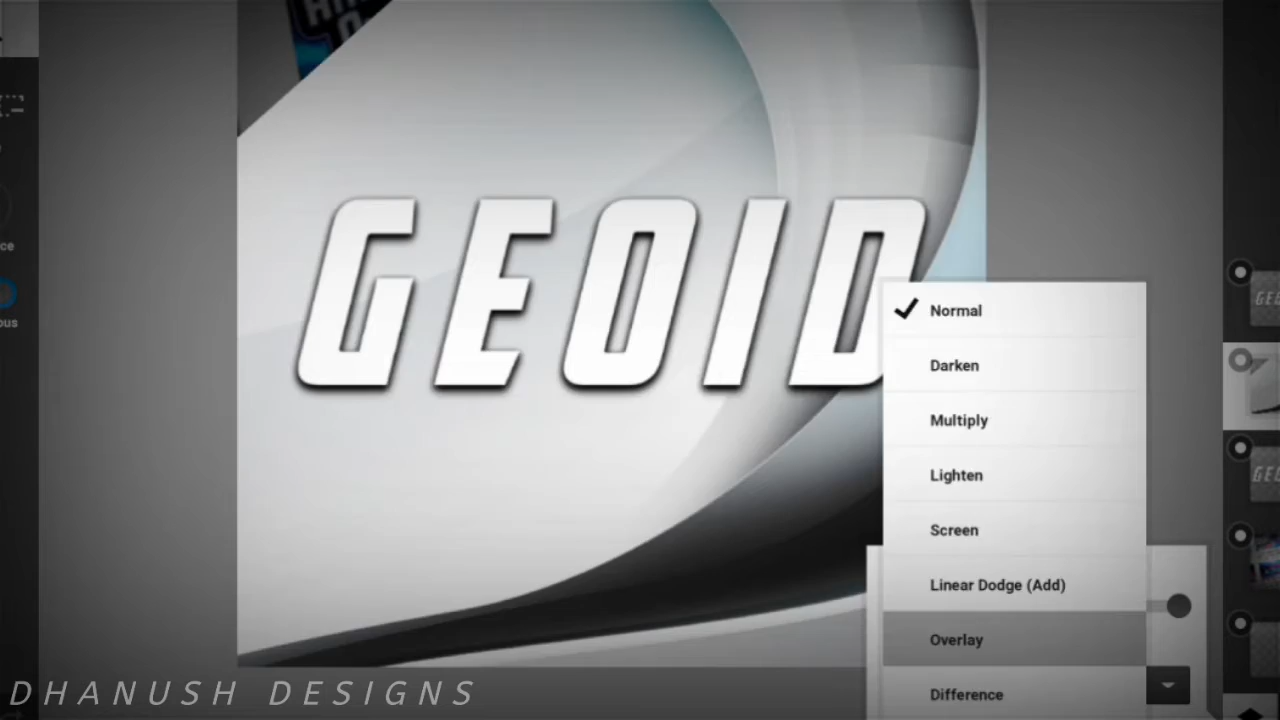 GEOID
Normal
Darken
Multiply
Lighten
Screen
Linear Dodge (Add)
Overlay
Difference
DHANUSH DESIGNS